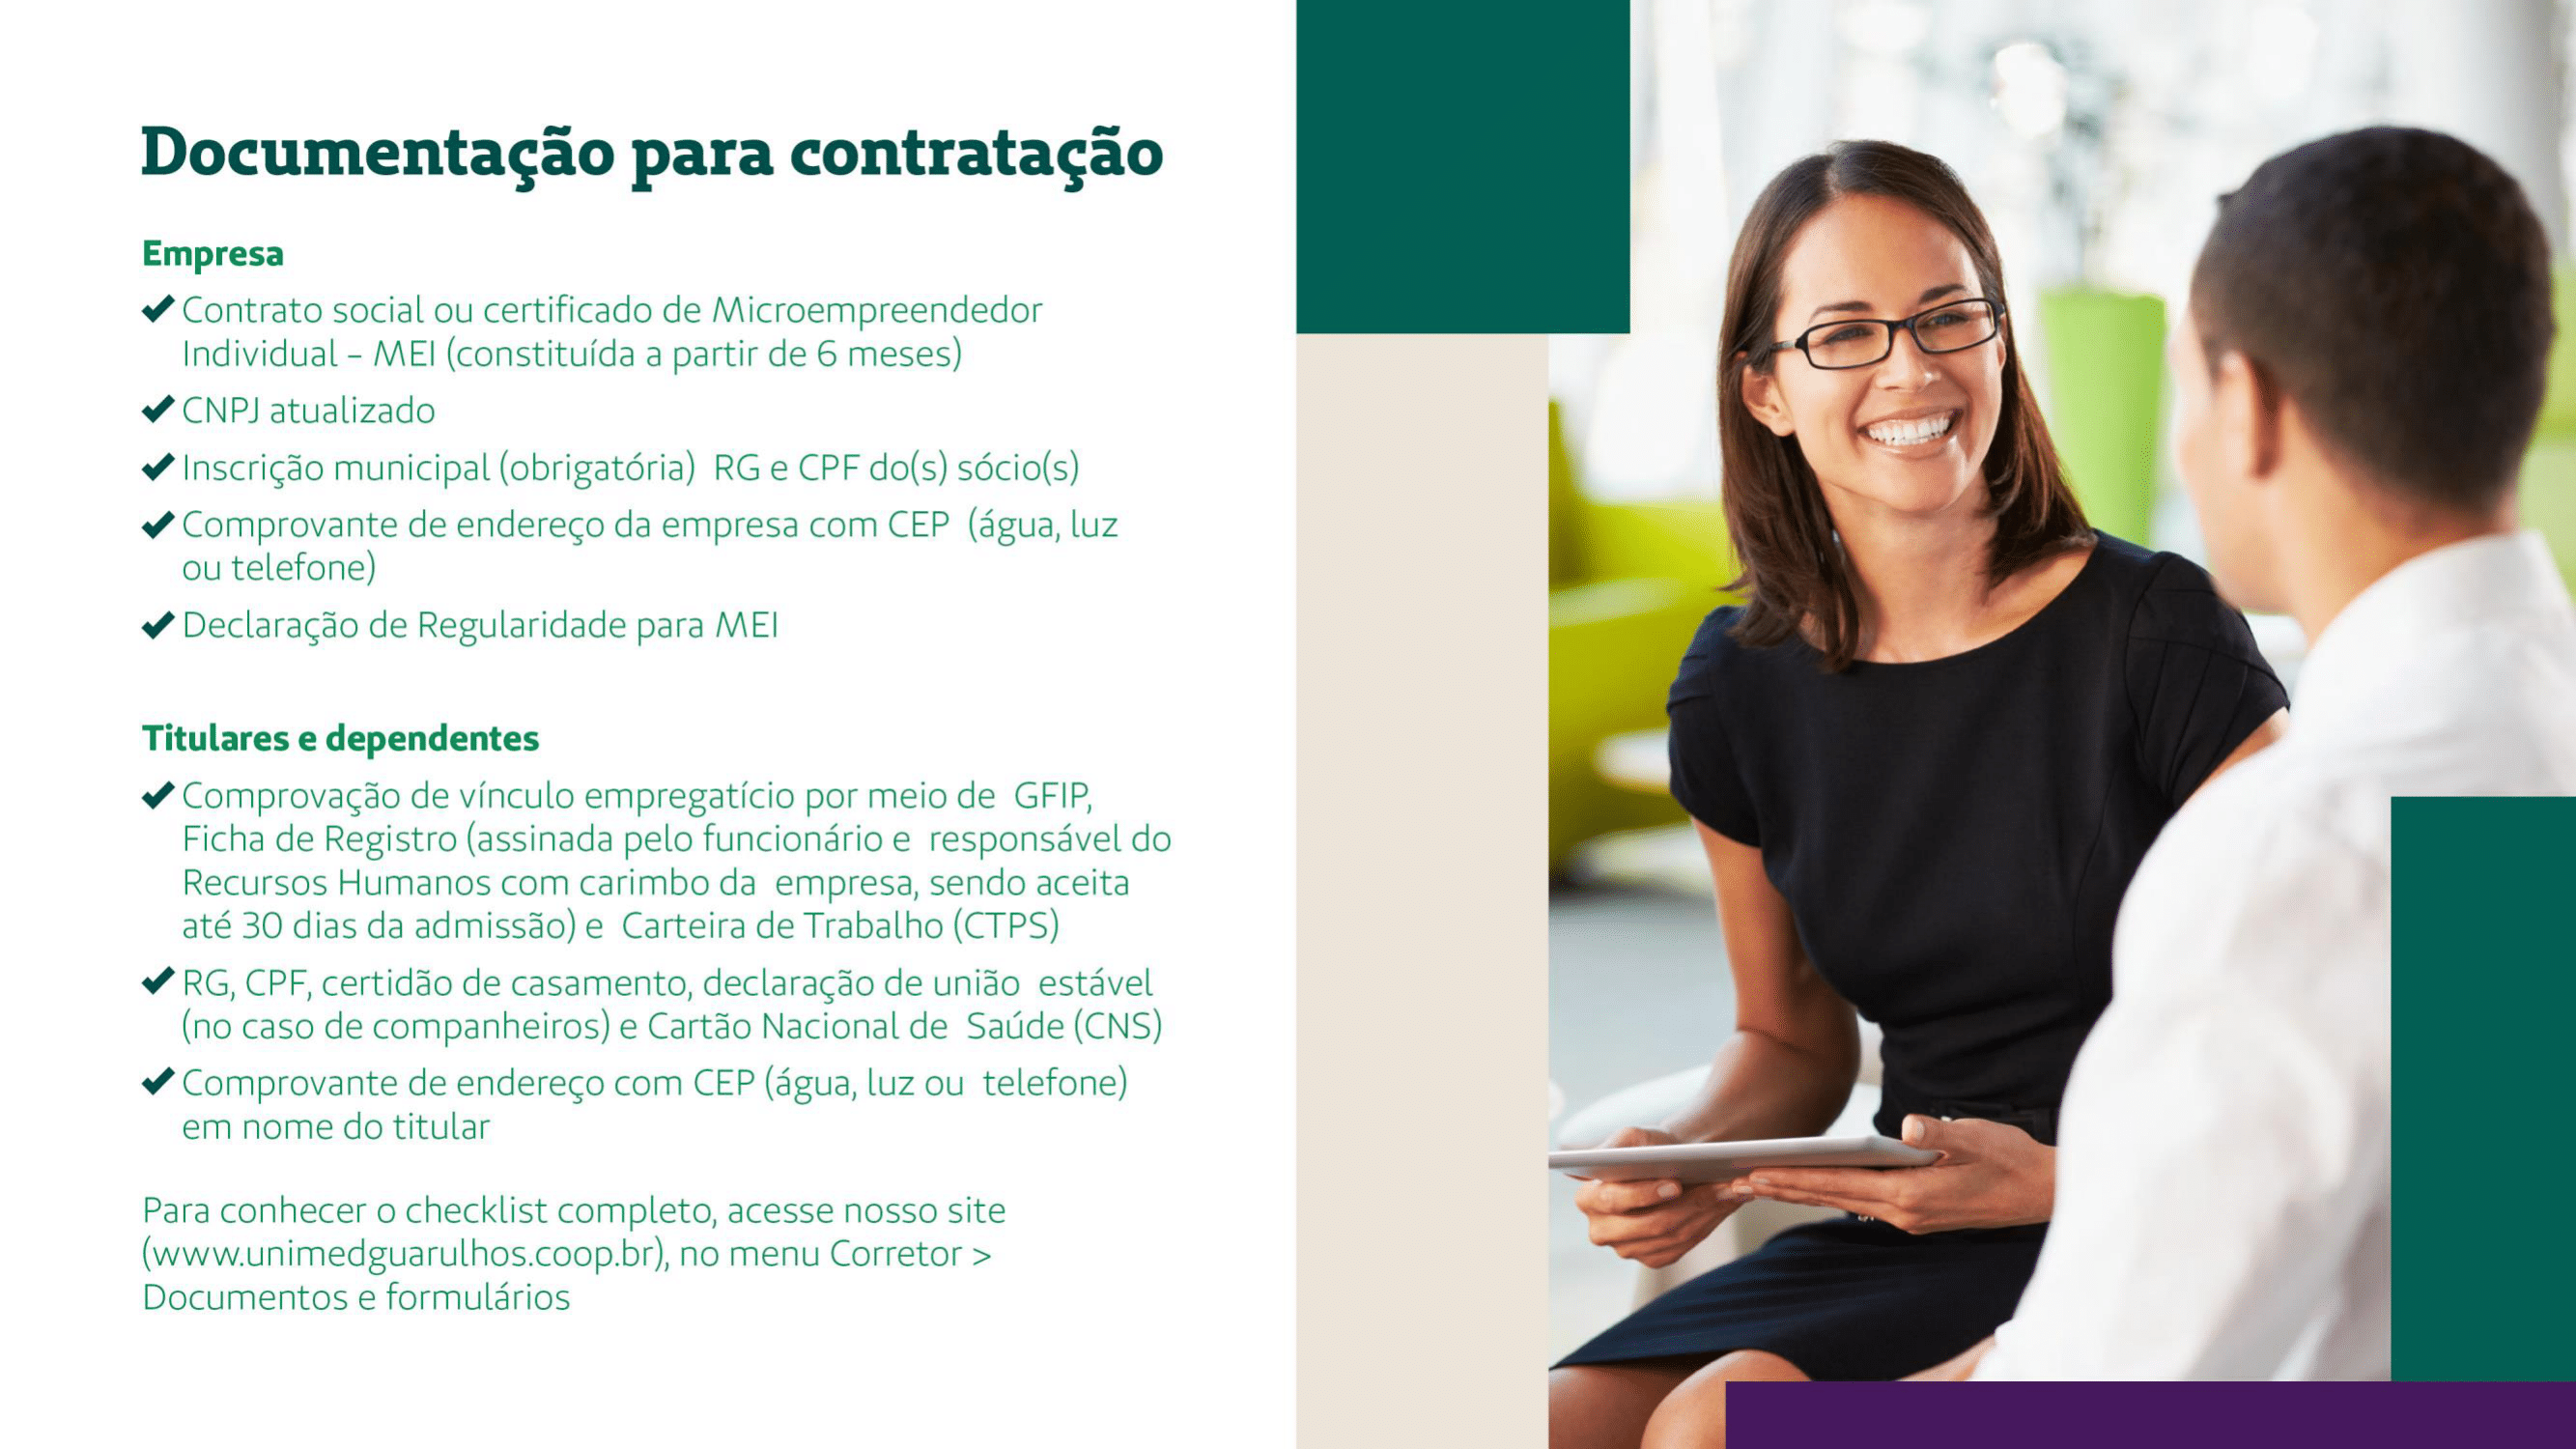 Documentação para contratação
Empresa
Contrato social ou certificado de Microempreendedor
Individual – MEI (constituída a partir de 6 meses)
CNPJ atualizado
Inscrição municipal (obrigatória) RG e CPF do(s) sócio(s)
Comprovante de endereço da empresa com CEP (água, luz
ou telefone)
Declaração de Regularidade para MEI
Titulares e dependentes
Comprovação de vínculo empregatício por meio de GFIP,
Ficha de Registro (assinada pelo funcionário e responsável do
Recursos Humanos com carimbo da empresa, sendo aceita
até 30 dias da admissão) e Carteira de Trabalho (CTPS)
RG, CPF, certidão de casamento, declaração de união estável
(no caso de companheiros) e Cartão Nacional de Saúde (CNS)
Comprovante de endereço com CEP (água, luz ou telefone)
em nome do titular
Para conhecer o checklist completo, acesse nosso site
(www.unimedguarulhos.coop.br), no menu Corretor >
Documentos e formulários